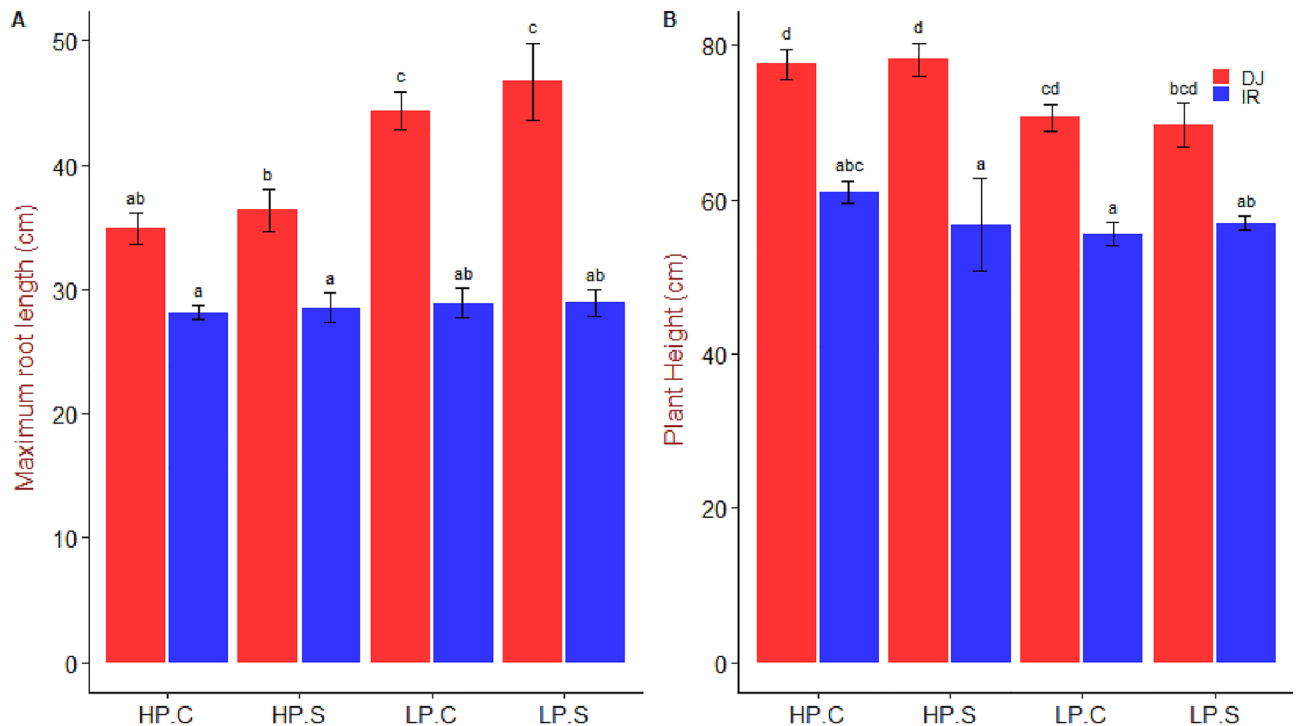 A
Maximum root length (cm)
50
40
30
20
10
0
ab
a
b
a
c
ab
c
ab
HP.C HP.S LP.C LP.S
B
Plant Height (cm)
80
60
40
20
0
d
abc
d
a
cd
a
bcd
ab
DJ
IR
HP.C HP.S LP.C LP.S